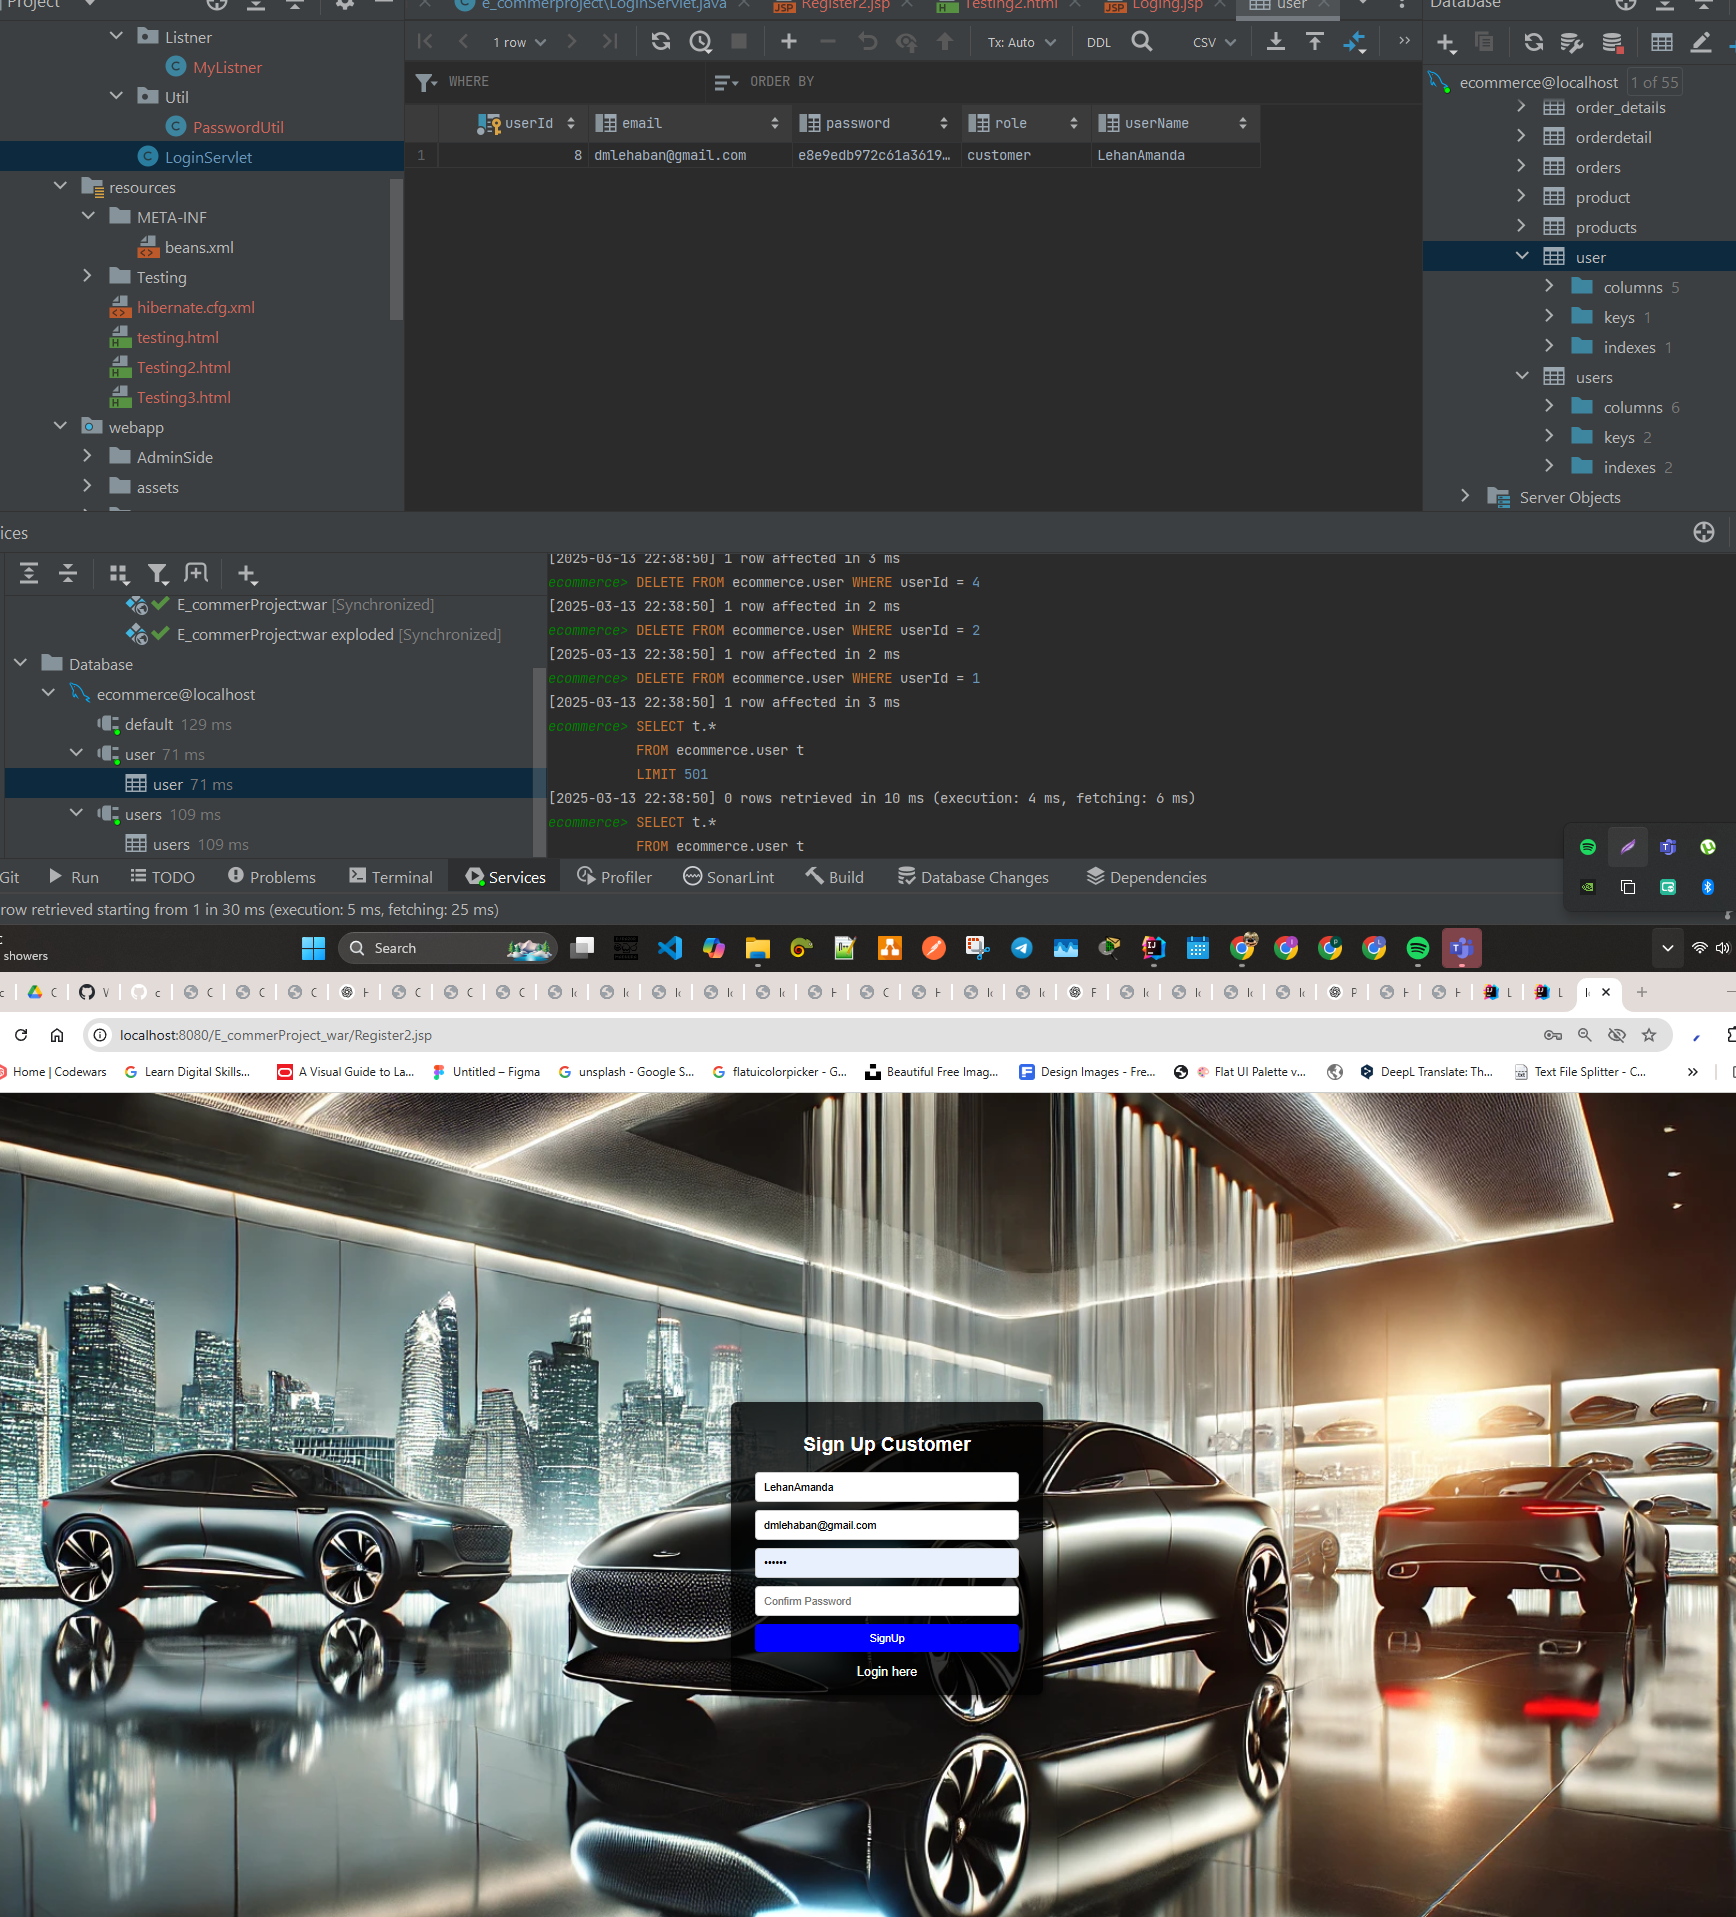 Project
e_commerproject\LoginServlet.java
Register2.jsp
Testing2.html
Loging.jsp
user
Database
Listner
MyListner
Util
PasswordUtil
LoginServlet
resources
META-INF
beans.xml
Testing
hibernate.cfg.xml
testing.html
Testing2.html
Testing3.html
webapp
AdminSide
assets
1 row
Tx: Auto
DDL
CSV
WHERE
ORDER BY
userId email password role userName
1 8 dmlehaban@gmail.com e8e9edb972c61a3619… customer LehanAmanda
ecommerce@localhost 1 of 55
order_details
orderdetail
orders
product
products
user
columns 5
keys 1
indexes 1
users
columns 6
keys 2
indexes 2
Server Objects
ices
E_commerProject:war [Synchronized]
E_commerProject:war exploded [Synchronized]
Database
ecommerce@localhost
default 129 ms
user 71 ms
user 71 ms
users 109 ms
users 109 ms
[2025-03-13 22:38:50] 1 row affected in 3 ms
ecommerce> DELETE FROM ecommerce.user WHERE userId = 4
[2025-03-13 22:38:50] 1 row affected in 2 ms
ecommerce> DELETE FROM ecommerce.user WHERE userId = 2
[2025-03-13 22:38:50] 1 row affected in 2 ms
ecommerce> DELETE FROM ecommerce.user WHERE userId = 1
[2025-03-13 22:38:50] 1 row affected in 3 ms
ecommerce> SELECT t.*
FROM ecommerce.user t
LIMIT 501
[2025-03-13 22:38:50] 0 rows retrieved in 10 ms (execution: 4 ms, fetching: 6 ms)
ecommerce> SELECT t.*
FROM ecommerce.user t
Git Run TODO Problems Terminal Services Profiler SonarLint Build Database Changes Dependencies
row retrieved starting from 1 in 30 ms (execution: 5 ms, fetching: 25 ms)
showers
Search
localhost:8080/E_commerProject_war/Register2.jsp
Home | Codewars
Learn Digital Skills...
A Visual Guide to La...
Untitled – Figma
unsplash - Google S...
flatuicolorpicker - G...
Beautiful Free Imag...
Design Images - Fre...
Flat UI Palette v...
DeepL Translate: Th...
Text File Splitter - C...
Sign Up Customer
LehanAmanda
dmlehaban@gmail.com
••••••
Confirm Password
SignUp
Login here